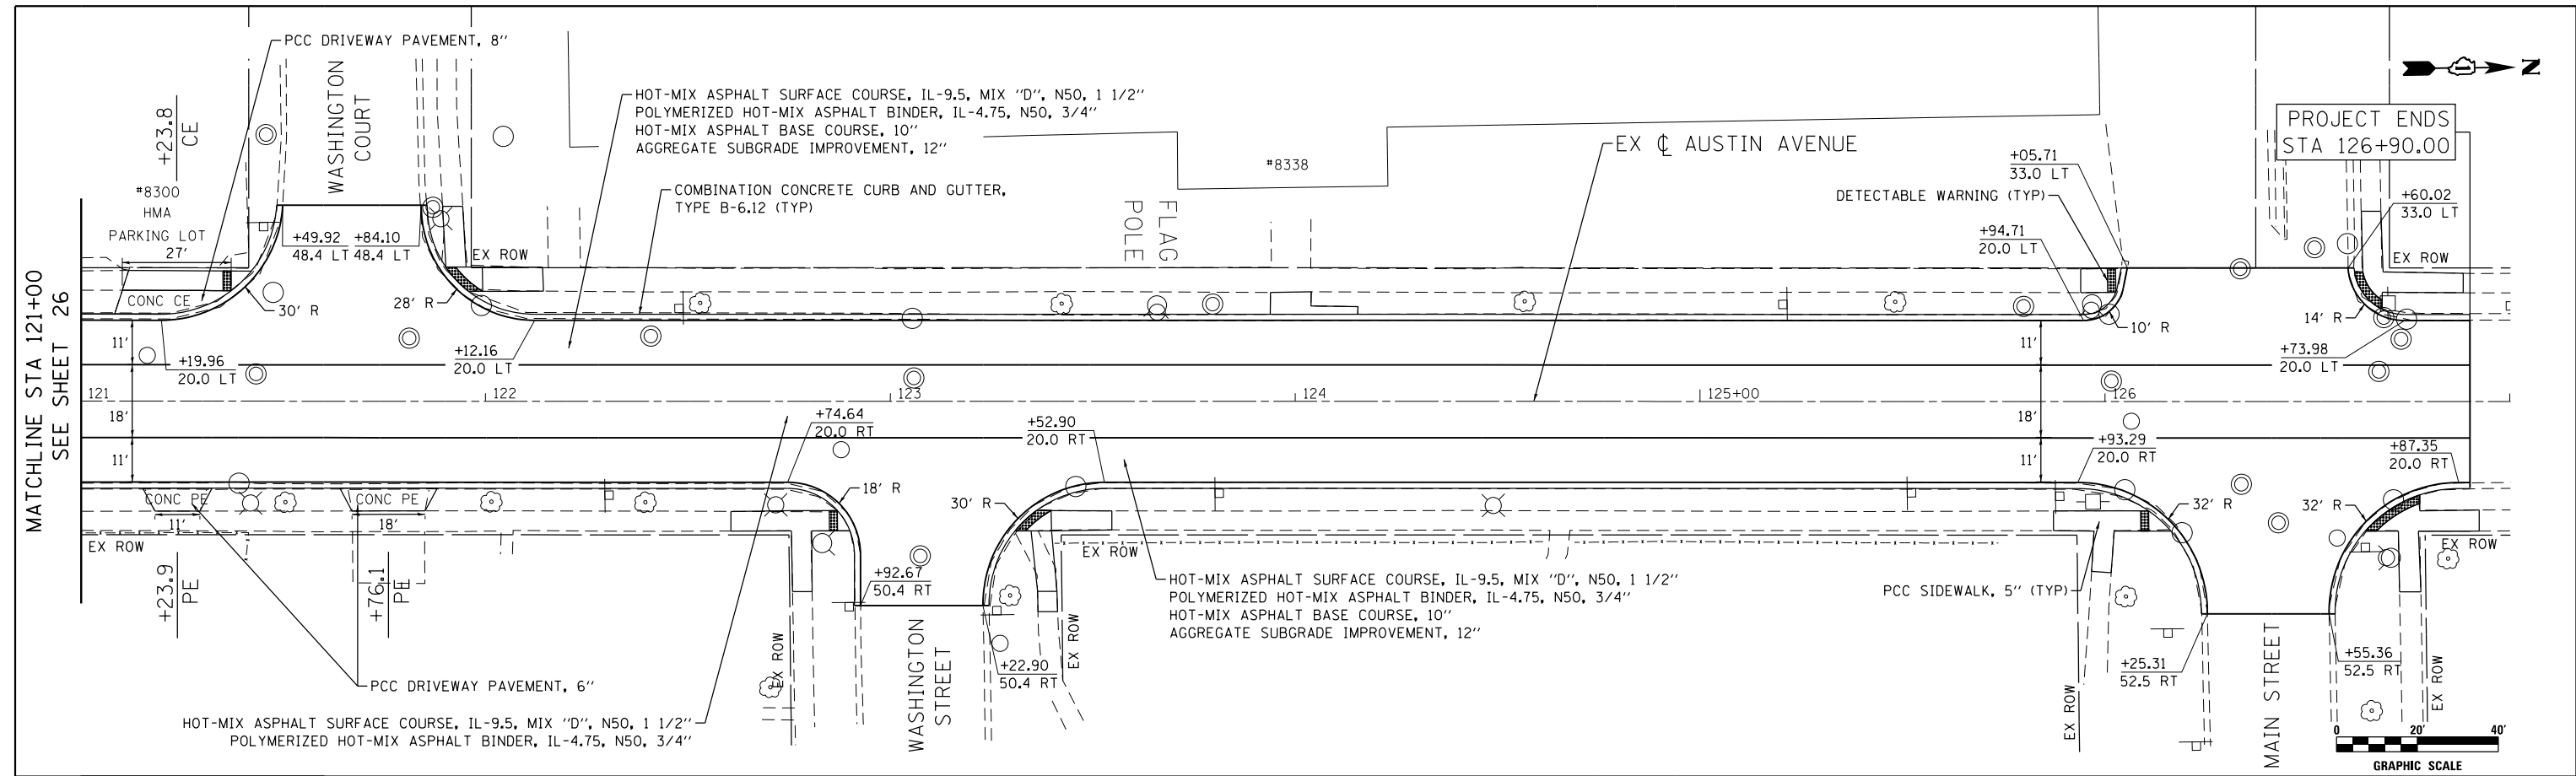 PCC DRIVEWAY PAVEMENT, 8"
WASHINGTON
COURT
+23.8
CE
#8300
HMA
PARKING LOT
27'
CONC CE
30' R
+49.92
48.4 LT
+84.10
48.4 LT
28' R
EX ROW
HOT-MIX ASPHALT SURFACE COURSE, IL-9.5, MIX "D", N50, 1 1/2"
POLYMERIZED HOT-MIX ASPHALT BINDER, IL-4.75, N50, 3/4"
HOT-MIX ASPHALT BASE COURSE, 10"
AGGREGATE SUBGRADE IMPROVEMENT, 12"
COMBINATION CONCRETE CURB AND GUTTER,
TYPE B-6.12 (TYP)
FLAG
POLE
#8338
EX ℄ AUSTIN AVENUE
N
PROJECT ENDS
STA 126+90.00
+05.71
33.0 LT
DETECTABLE WARNING (TYP)
+94.71
20.0 LT
+60.02
33.0 LT
EX ROW
10' R
14' R
+73.98
20.0 LT
MATCHLINE STA 121+00
SEE SHEET 26
11'
+19.96
20.0 LT
+12.16
20.0 LT
11'
121
122
123
124
125+00
126
18'
18'
11'
11'
+74.64
20.0 RT
+52.90
20.0 RT
+93.29
20.0 RT
+87.35
20.0 RT
CONC PE
CONC PE
11'
18'
18' R
30' R
32' R
32' R
EX ROW
EX ROW
EX ROW
+23.9
PE
+76.1
PE
+92.67
50.4 RT
+22.90
50.4 RT
HOT-MIX ASPHALT SURFACE COURSE, IL-9.5, MIX "D", N50, 1 1/2"
POLYMERIZED HOT-MIX ASPHALT BINDER, IL-4.75, N50, 3/4"
HOT-MIX ASPHALT BASE COURSE, 10"
AGGREGATE SUBGRADE IMPROVEMENT, 12"
PCC SIDEWALK, 5" (TYP)
EX ROW
WASHINGTON
STREET
EX ROW
+25.31
52.5 RT
+55.36
52.5 RT
EX ROW
MAIN STREET
EX ROW
PCC DRIVEWAY PAVEMENT, 6"
HOT-MIX ASPHALT SURFACE COURSE, IL-9.5, MIX "D", N50, 1 1/2"
POLYMERIZED HOT-MIX ASPHALT BINDER, IL-4.75, N50, 3/4"
0 20' 40'
GRAPHIC SCALE